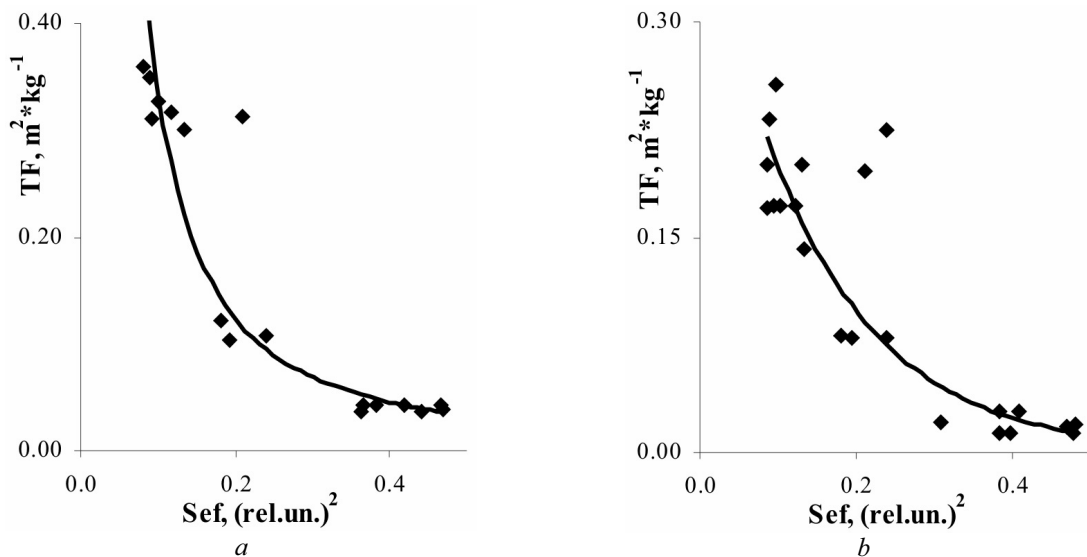 0.40
0.20
0.00
TF, m²*kg⁻¹
0.0
0.2
0.4
Sef, (rel.un.)²
a
0.30
0.15
0.00
TF, m²*kg⁻¹
0.0
0.2
0.4
Sef, (rel.un.)²
b